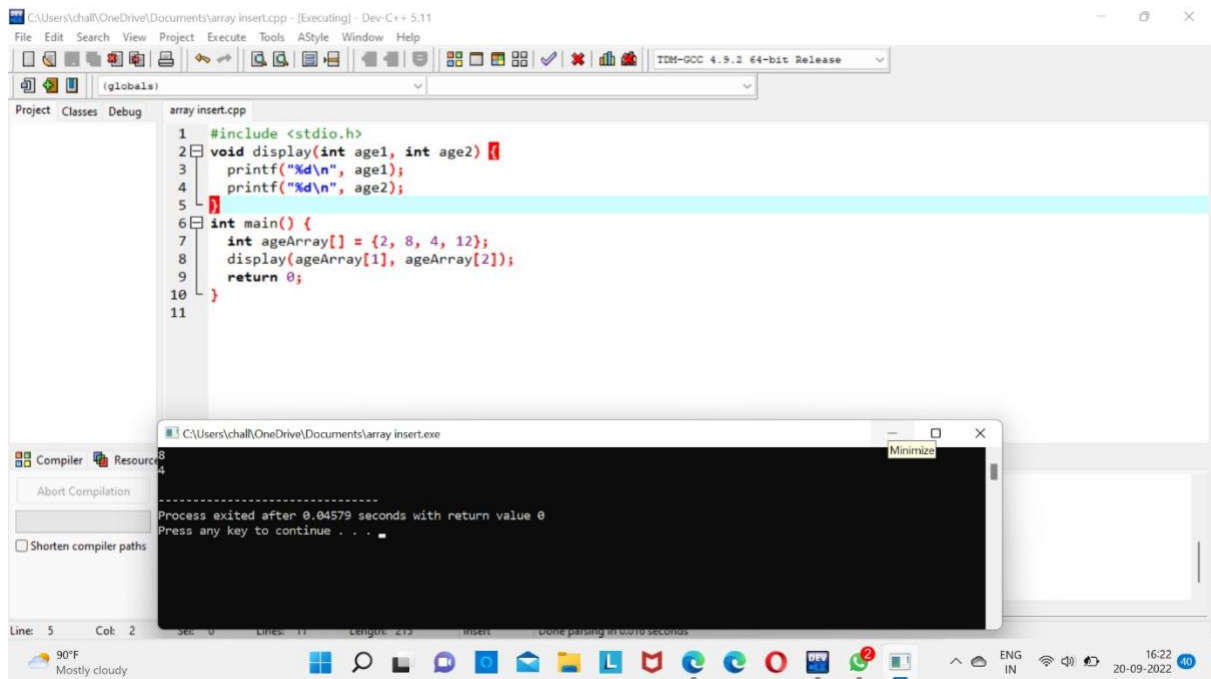 C:\Users\chall\OneDrive\Documents\array insert.cpp - [Executing] - Dev-C++ 5.11
File Edit Search View Project Execute Tools AStyle Window Help
TDM-GCC 4.9.2 64-bit Release
(globals)
Project Classes Debug array insert.cpp
1 #include <stdio.h>
2 void display(int age1, int age2) {
3 printf("%d\n", age1);
4 printf("%d\n", age2);
5 }
6 int main() {
7 int ageArray[] = {2, 8, 4, 12};
8 display(ageArray[1], ageArray[2]);
9 return 0;
10 }
11
C:\Users\chall\OneDrive\Documents\array insert.exe
Minimize
Compiler Resource
8
4
Abort Compilation
--------------------------------
Process exited after 0.04579 seconds with return value 0
Press any key to continue . . .
Shorten compiler paths
Line: 5 Col: 2 Sel: 0 Lines: 11 Length: 213 Insert Done parsing in 0.016 seconds
90°F
Mostly cloudy
DEV
2
ENG
IN
16:22
20-09-2022
40